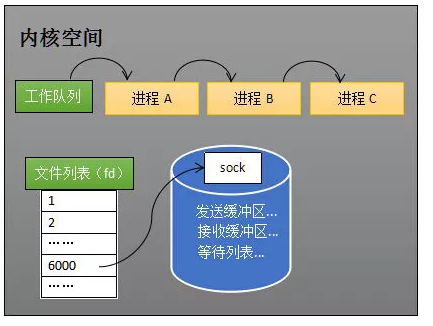 内核空间
工作队列
进程 A
进程 B
进程 C
文件列表（fd）
1
2
……
6000
……
sock
发送缓冲区...
接收缓冲区...
等待列表...